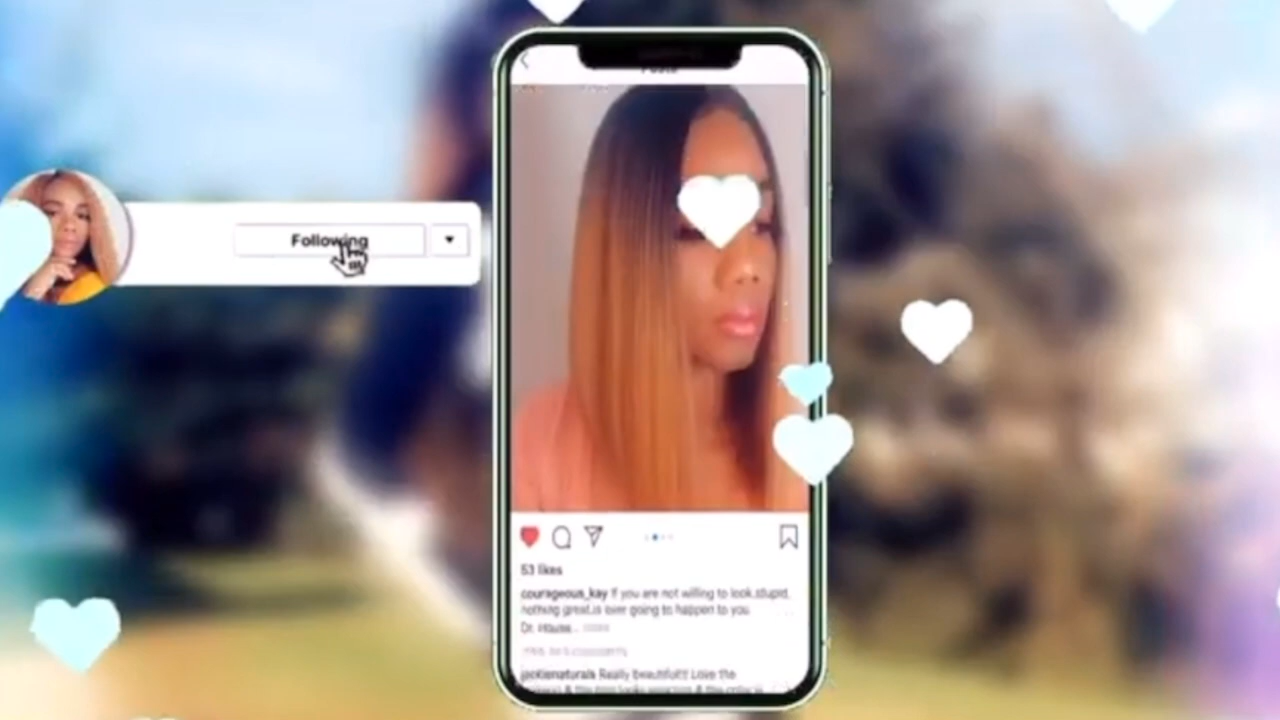 Posts
Following
53 likes
courageous_kay If you are not willing to look stupid,
nothing great is ever going to happen to you
Dr. House...
Really beautiful!! Love the